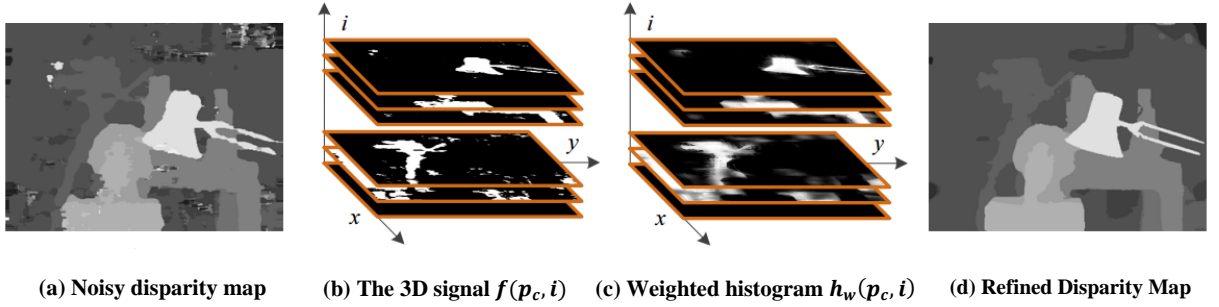 i
y
x
i
y
x
(a) Noisy disparity map
(b) The 3D signal f(p_c, i)
(c) Weighted histogram h_w(p_c, i)
(d) Refined Disparity Map